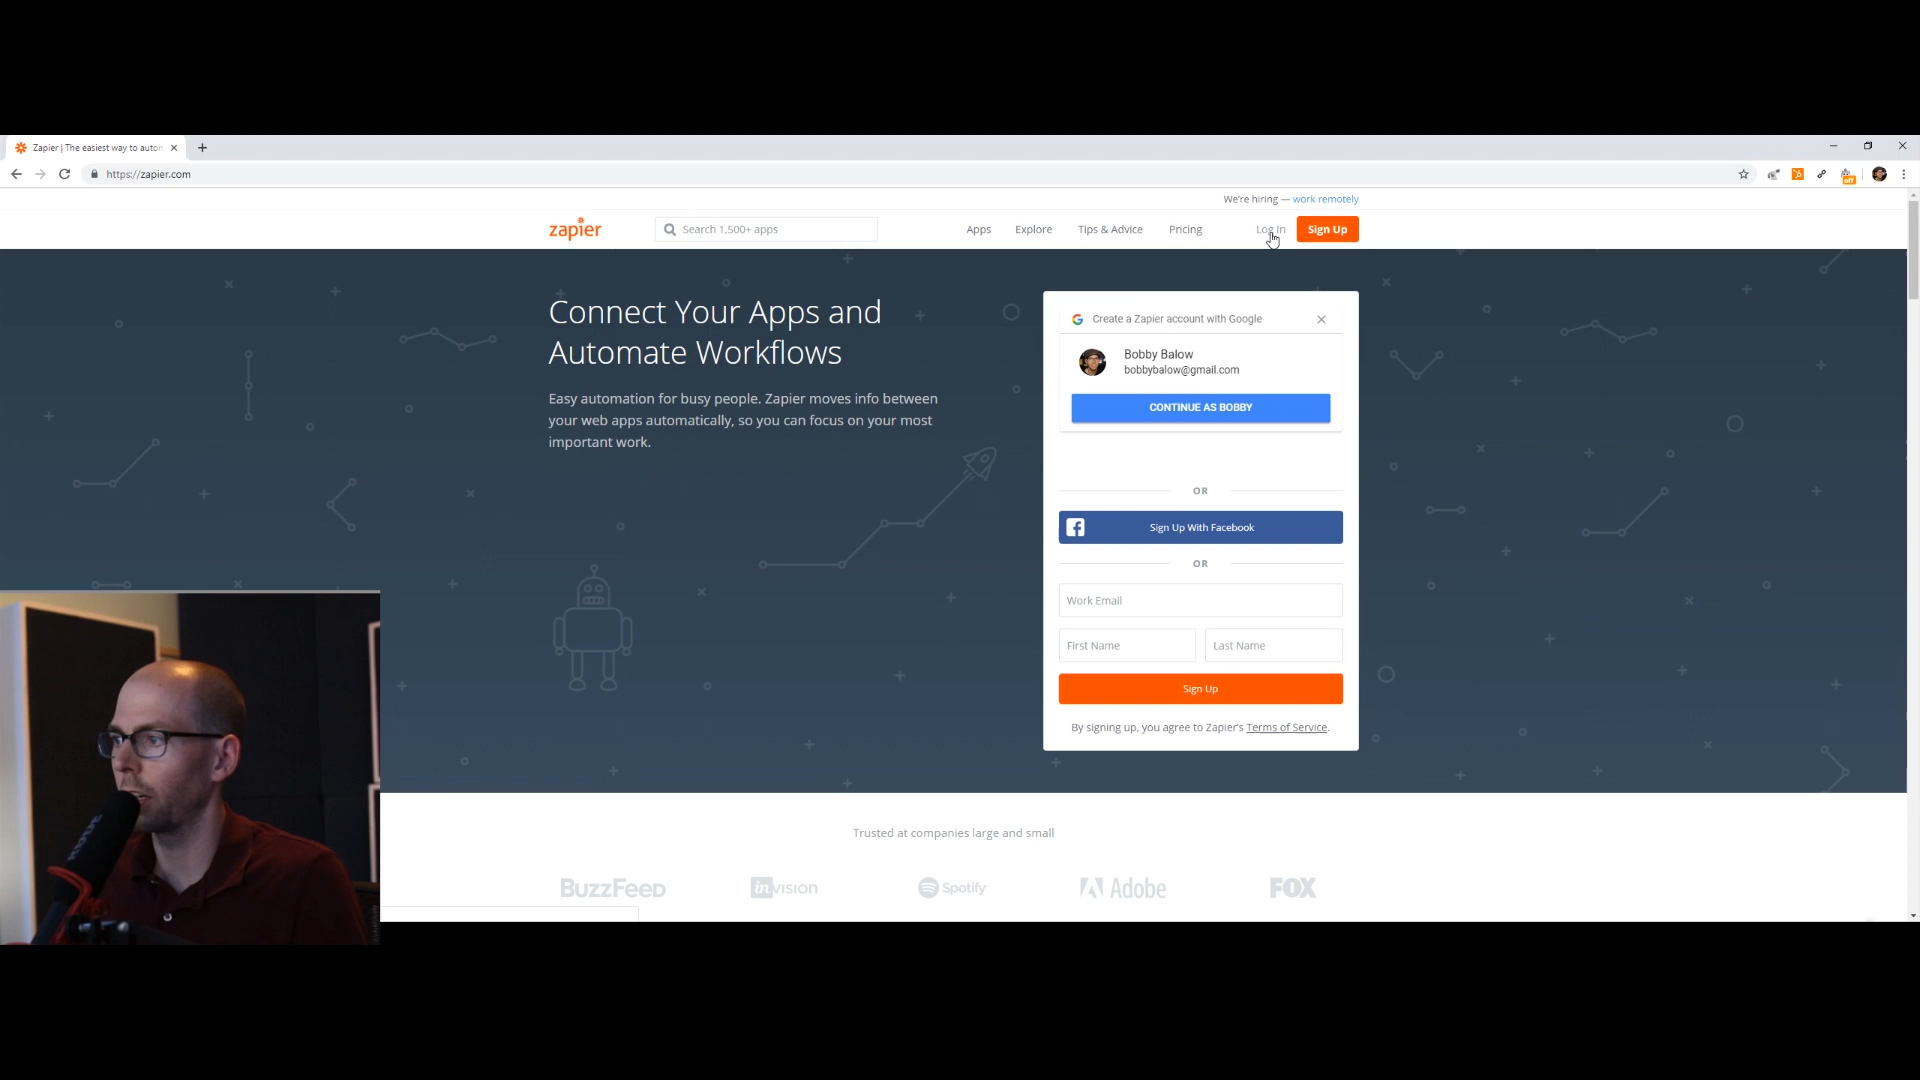 Zapier | The easiest way to autom
https://zapier.com
off
We're hiring — work remotely
zapier
Search 1,500+ apps
Apps
Explore
Tips & Advice
Pricing
Log In
Sign Up
Connect Your Apps and
Automate Workflows
Easy automation for busy people. Zapier moves info between
your web apps automatically, so you can focus on your most
important work.
Create a Zapier account with Google
Bobby Balow
bobbybalow@gmail.com
CONTINUE AS BOBBY
OR
Sign Up With Facebook
OR
Work Email
First Name
Last Name
Sign Up
By signing up, you agree to Zapier's Terms of Service.
RODE
Trusted at companies large and small
BuzzFeed
inVISION
Spotify
Adobe
FOX